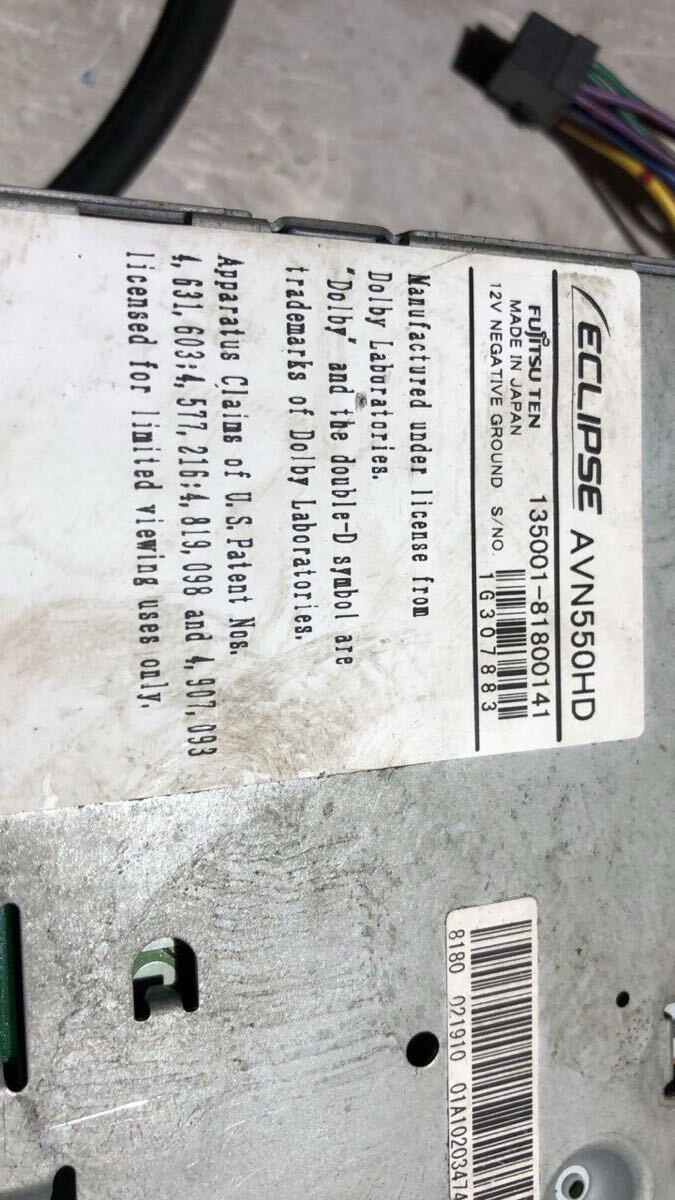 ECLIPSE AVN550HD
FUJITSU TEN 135001-81800141
MADE IN JAPAN
12V NEGATIVE GROUND S/NO. 1G307883
Manufactured under license from
Dolby Laboratories.
"Dolby" and the double-D symbol are
trademarks of Dolby Laboratories.
Apparatus Claims of U.S.Patent Nos.
4,631,603;4,577,216;4,819,098 and 4,907,093
licensed for limited viewing uses only.
8180 021910 01A10203474